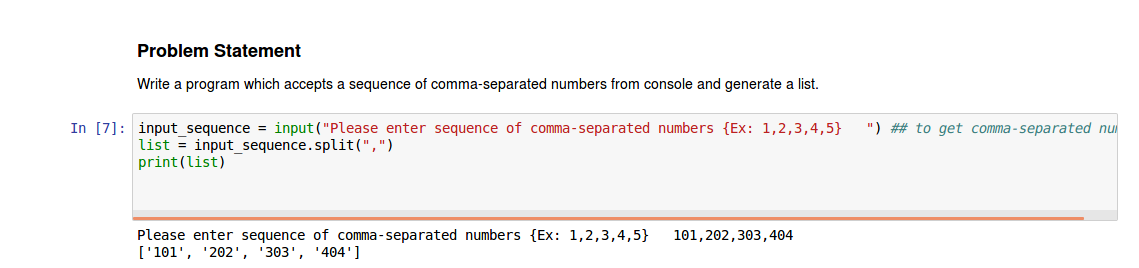 Problem Statement
Write a program which accepts a sequence of comma-separated numbers from console and generate a list.
In [7]: input_sequence = input("Please enter sequence of comma-separated numbers {Ex: 1,2,3,4,5}   ") ## to get comma-separated
list = input_sequence.split(",")
print(list)
Please enter sequence of comma-separated numbers {Ex: 1,2,3,4,5}   101,202,303,404
['101', '202', '303', '404']